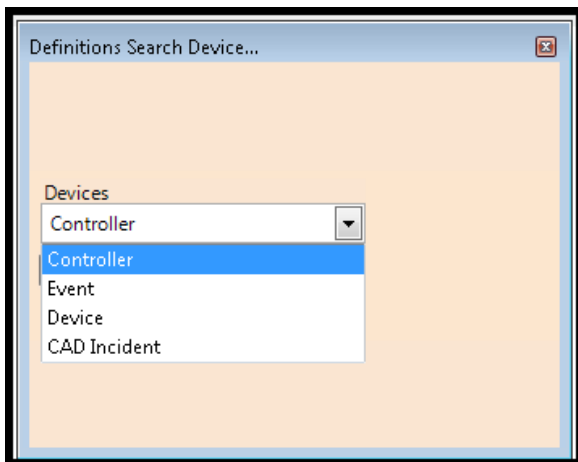 Definitions Search Device...
Devices
Controller
Controller
Event
Device
CAD Incident